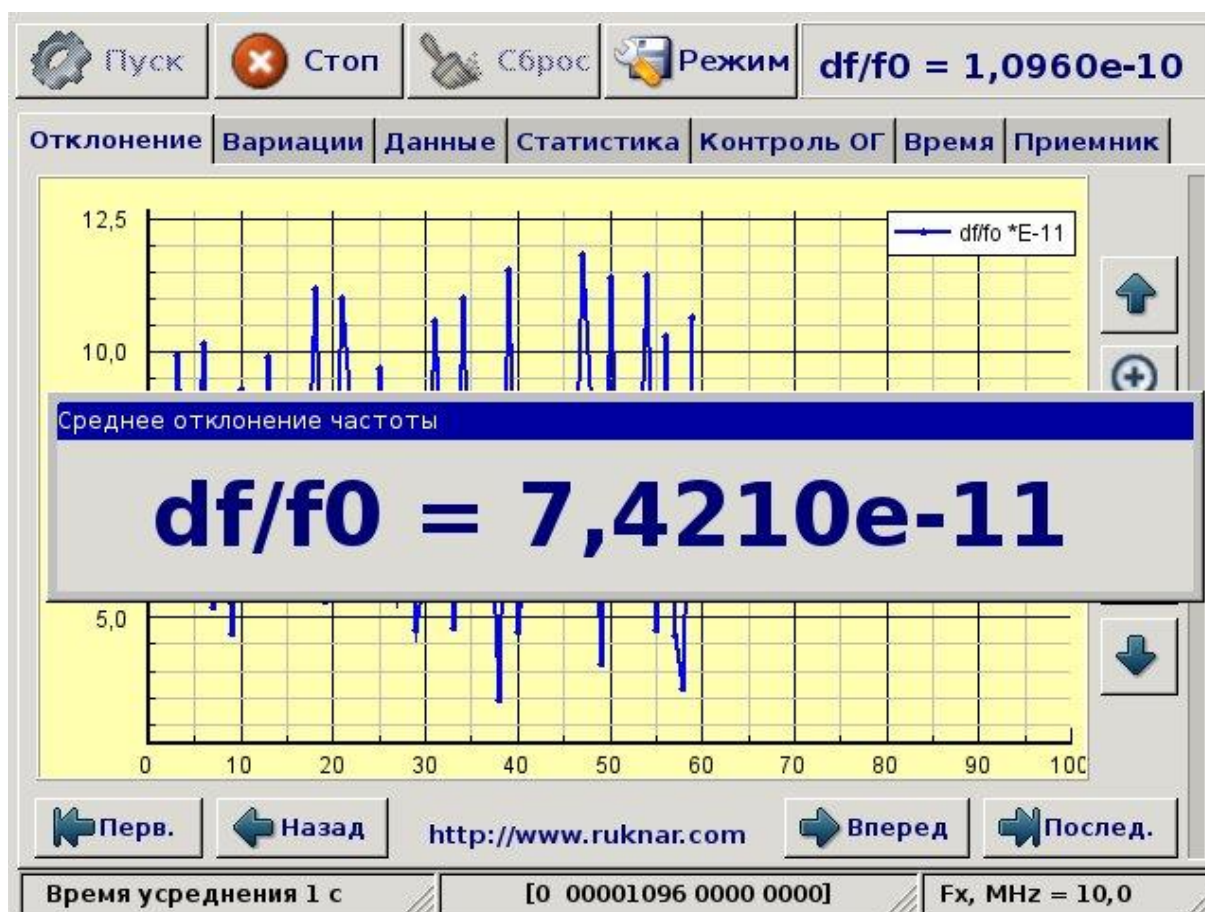 Пуск Стоп Сброс Режим df/f0 = 1,0960e-10
Отклонение Вариации Данные Статистика Контроль ОГ Время Приемник
12,5
df/fo *E-11
10,0
Среднее отклонение частоты
df/f0 = 7,4210e-11
5,0
0 10 20 30 40 50 60 70 80 90 100
Перв. Назад http://www.ruknar.com Вперед Послед.
Время усреднения 1 с [0 00001096 0000 0000] Fx, MHz = 10,0